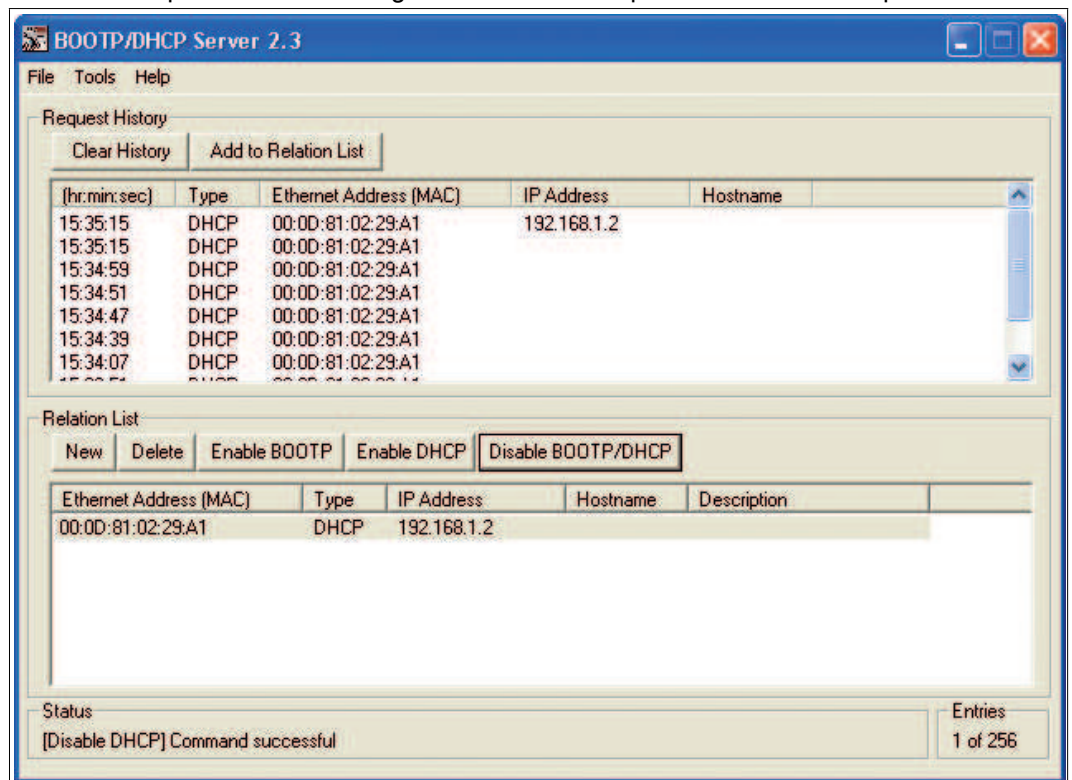 BOOTP/DHCP Server 2.3
File Tools Help
Request History
Clear History Add to Relation List
(hr:min:sec) Type Ethernet Address (MAC) IP Address Hostname
15:35:15 DHCP 00:0D:81:02:29:A1 192.168.1.2
15:35:15 DHCP 00:0D:81:02:29:A1
15:34:59 DHCP 00:0D:81:02:29:A1
15:34:51 DHCP 00:0D:81:02:29:A1
15:34:47 DHCP 00:0D:81:02:29:A1
15:34:39 DHCP 00:0D:81:02:29:A1
15:34:07 DHCP 00:0D:81:02:29:A1
Relation List
New Delete Enable BOOTP Enable DHCP Disable BOOTP/DHCP
Ethernet Address (MAC) Type IP Address Hostname Description
00:0D:81:02:29:A1 DHCP 192.168.1.2
Status
[Disable DHCP] Command successful
Entries
1 of 256